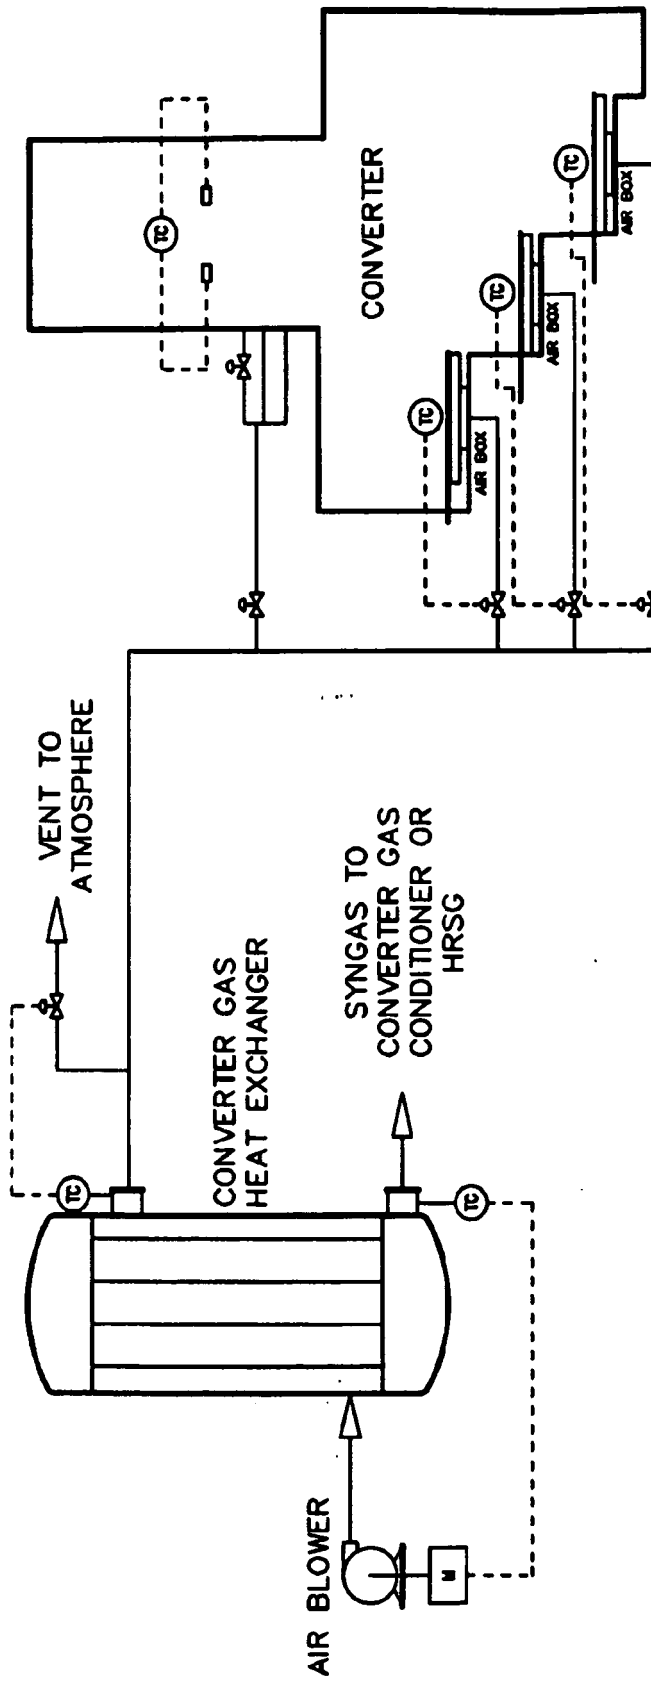 AIR BLOWER
M
CONVERTER GAS
HEAT EXCHANGER
TC
TC
VENT TO
ATMOSPHERE
SYNGAS TO
CONVERTER GAS
CONDITIONER OR
HRSG
TC
CONVERTER
TC
AIR BOX
TC
AIR BOX
TC
AIR BOX